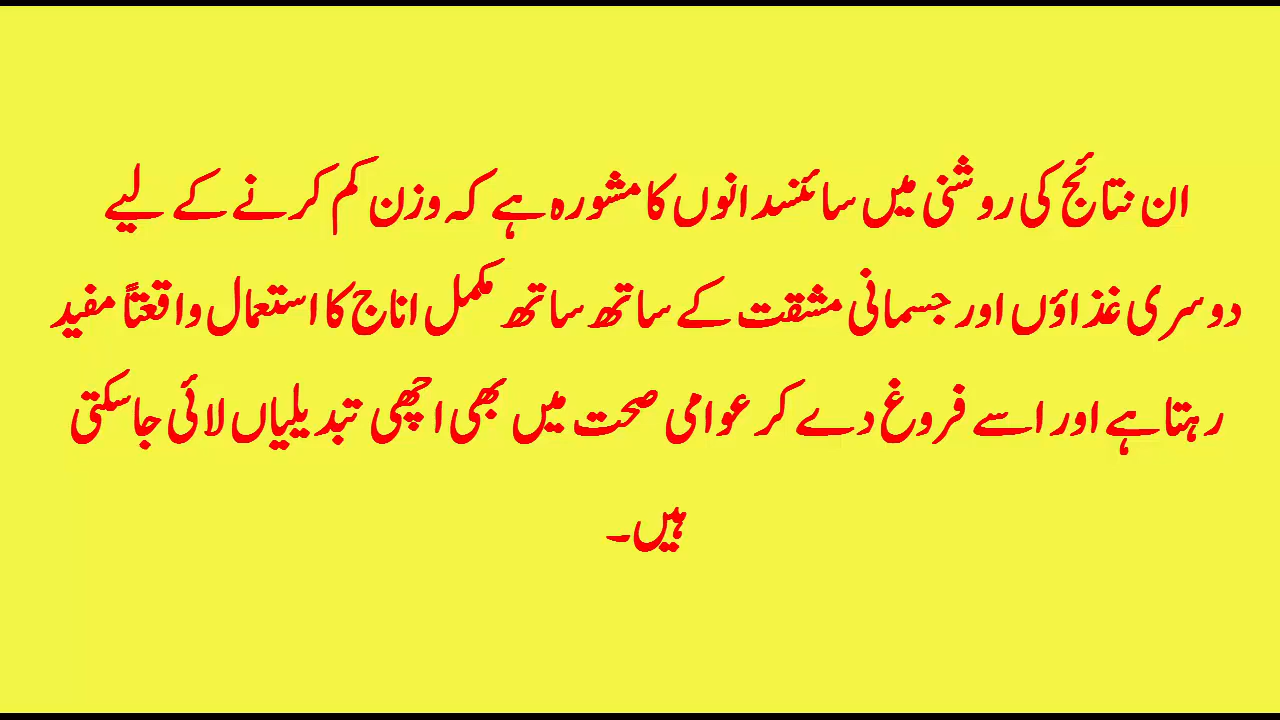 ان نتائج کی روشنی میں سائنسدانوں کا مشورہ ہے کہ وزن کم کرنے کے لیے
دوسری غذاؤں اور جسمانی مشقت کے ساتھ ساتھ مکمل اناج کا استعمال واقعتاً مفید
رہتا ہے اور اسے فروغ دے کر عوامی صحت میں بھی اچھی تبدیلیاں لائی جاسکتی
ہیں۔